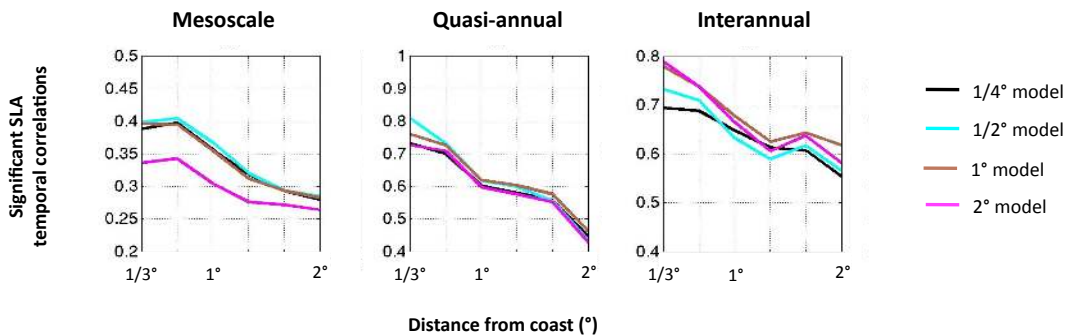 Mesoscale Quasi-annual Interannual
Significant SLA
temporal correlations
0.5
0.45
0.4
0.35
0.3
0.25
0.2
1/3° 1° 2°
1
0.9
0.8
0.7
0.6
0.5
0.4
1/3° 1° 2°
0.8
0.7
0.6
0.5
0.4
1/3° 1° 2°
Distance from coast (°)
1/4° model
1/2° model
1° model
2° model